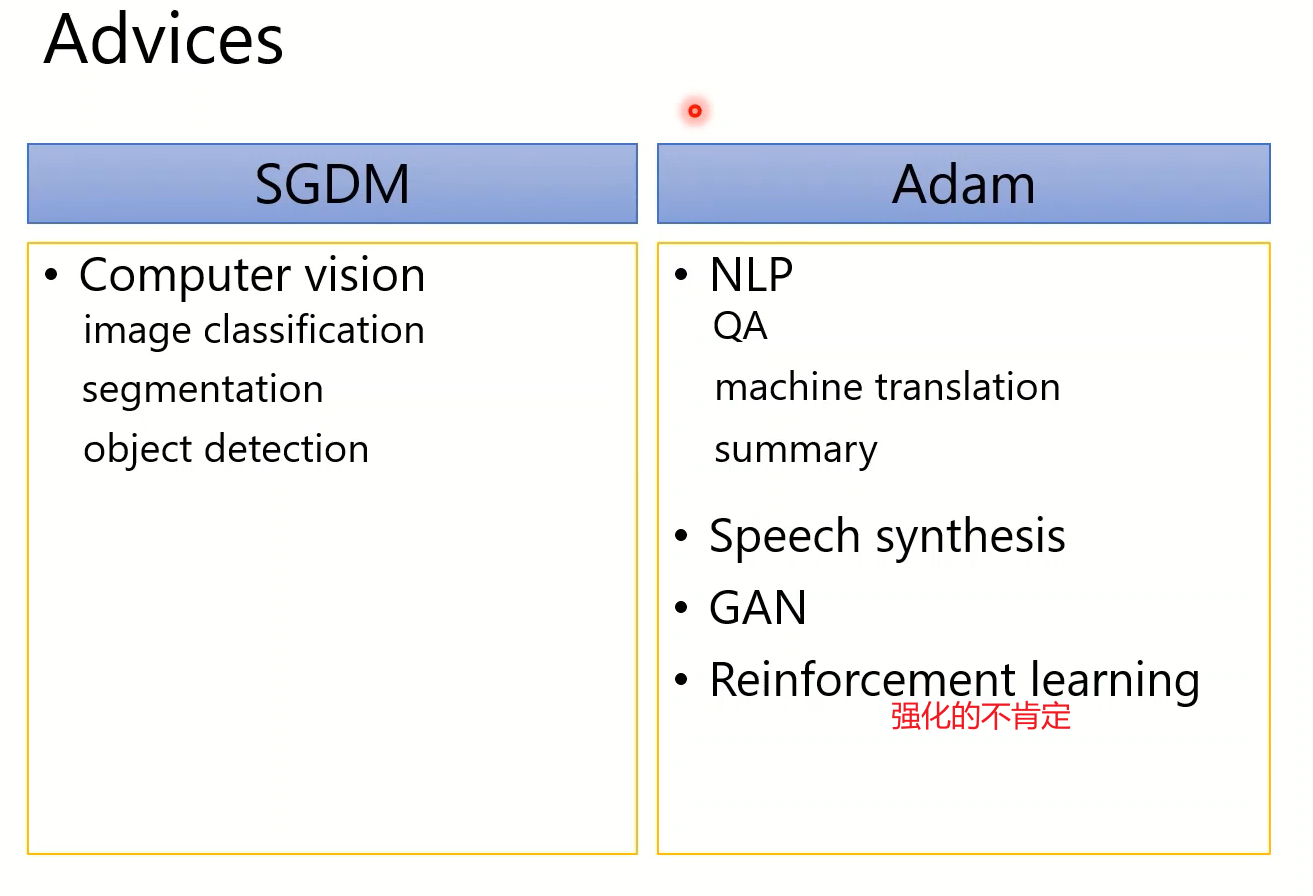 Advices
SGDM
Adam
• Computer vision
image classification
segmentation
object detection
• NLP
QA
machine translation
summary
• Speech synthesis
• GAN
• Reinforcement learning
强化的不肯定